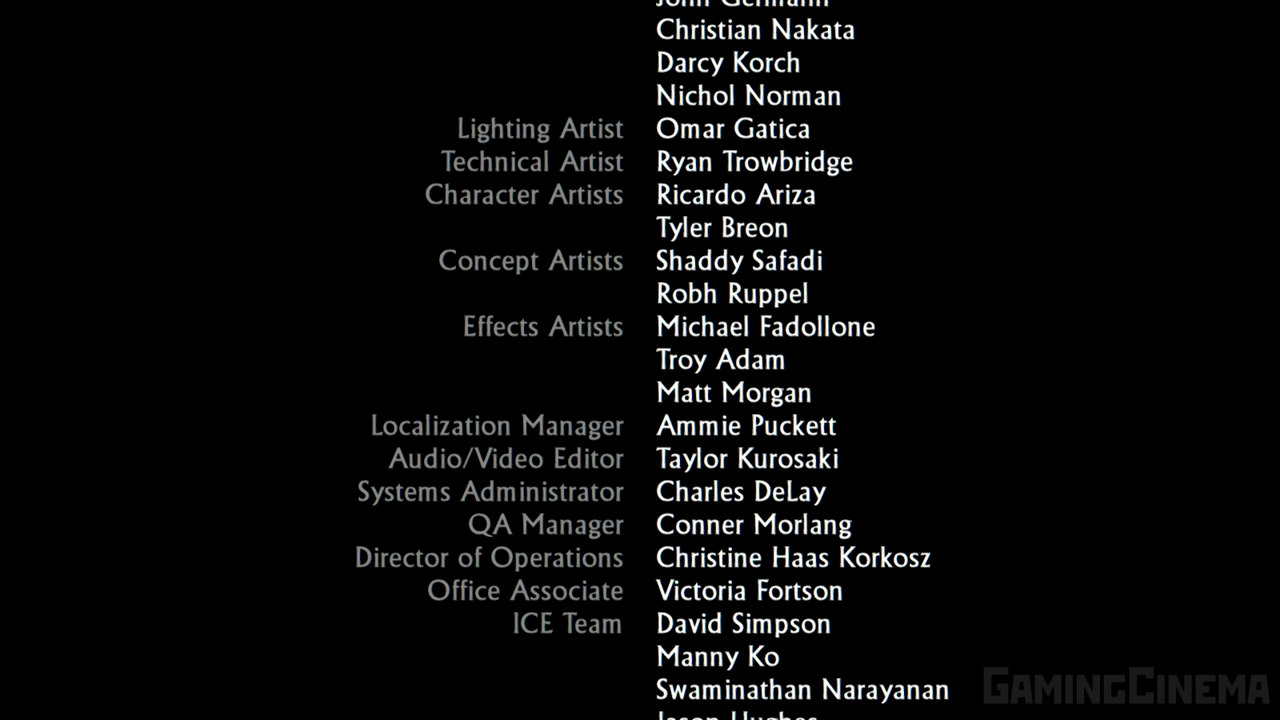 John Germann
Christian Nakata
Darcy Korch
Nichol Norman
Lighting Artist Omar Gatica
Technical Artist Ryan Trowbridge
Character Artists Ricardo Ariza
Tyler Breon
Concept Artists Shaddy Safadi
Robh Ruppel
Effects Artists Michael Fadollone
Troy Adam
Matt Morgan
Localization Manager Ammie Puckett
Audio/Video Editor Taylor Kurosaki
Systems Administrator Charles DeLay
QA Manager Conner Morlang
Director of Operations Christine Haas Korkosz
Office Associate Victoria Fortson
ICE Team David Simpson
Manny Ko
Swaminathan Narayanan
GamingCinema